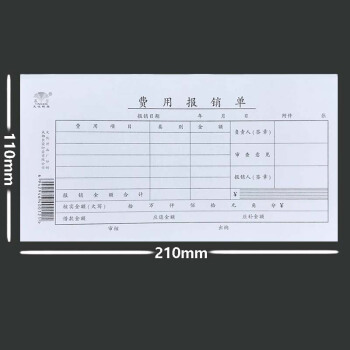 费用报销单
报销日期 年 月 日 附件 张
费用项目 类别 金额 负责人(签章)
审查意见
报销人(签章)
报销金额合计 ¥
核实金额(大写) 拾 万 仟 佰 拾 元 角 分 ¥
借款金额 应退金额 应补金额
审核 出纳
110mm
210mm